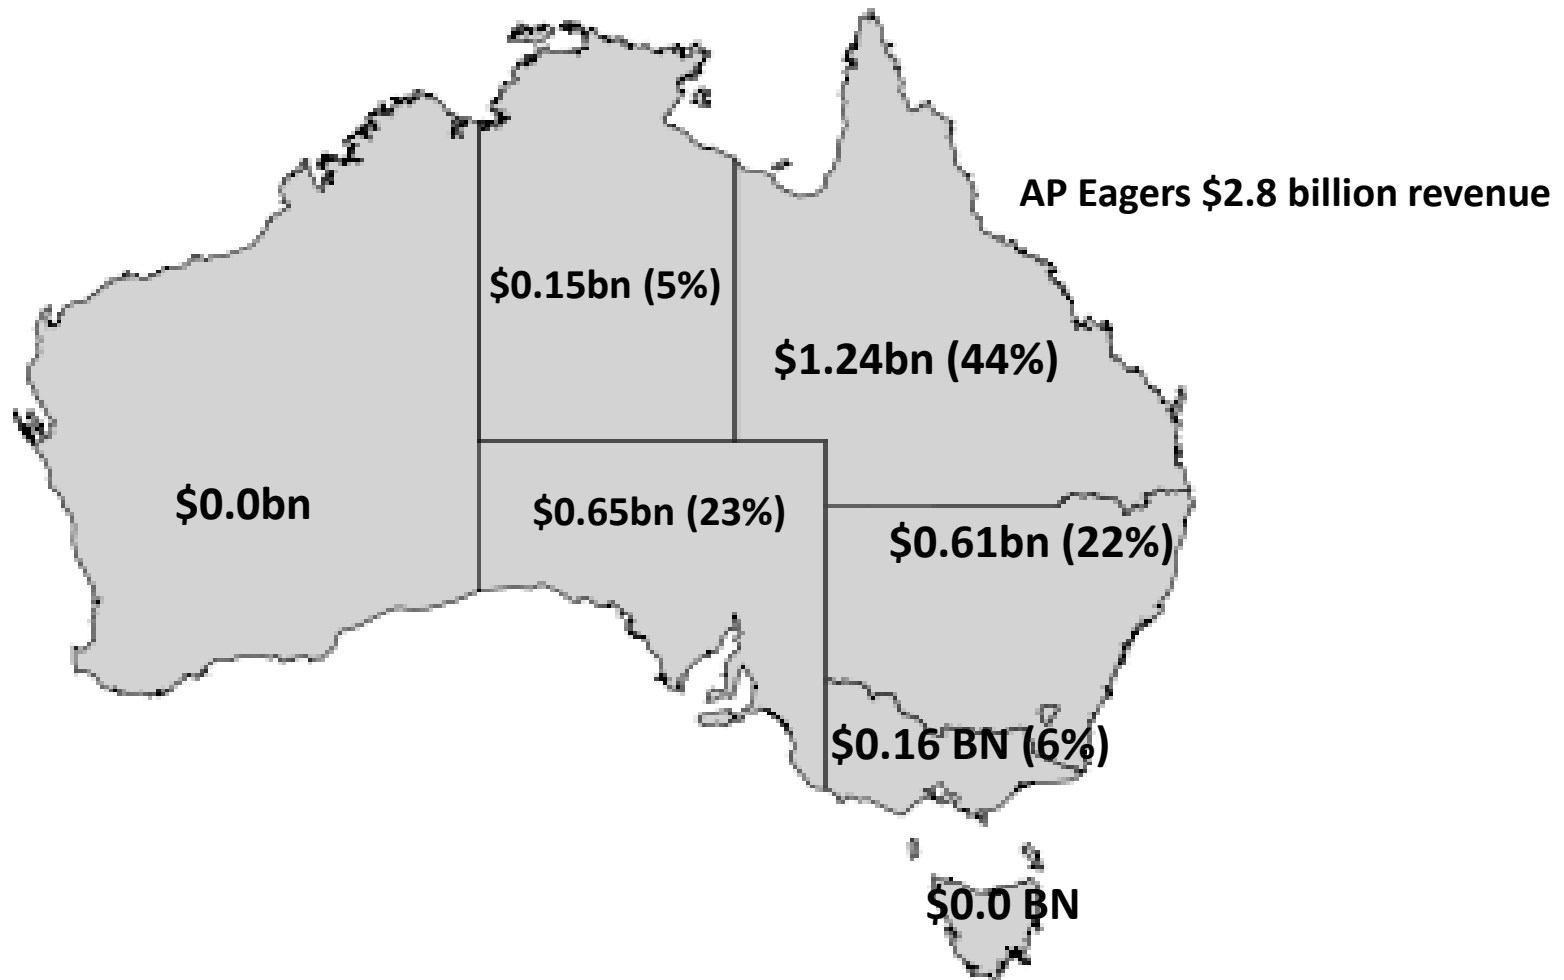 AP Eagers $2.8 billion revenue
$0.15bn (5%)
$1.24bn (44%)
$0.0bn
$0.65bn (23%)
$0.61bn (22%)
$0.16 BN (6%)
$0.0 BN